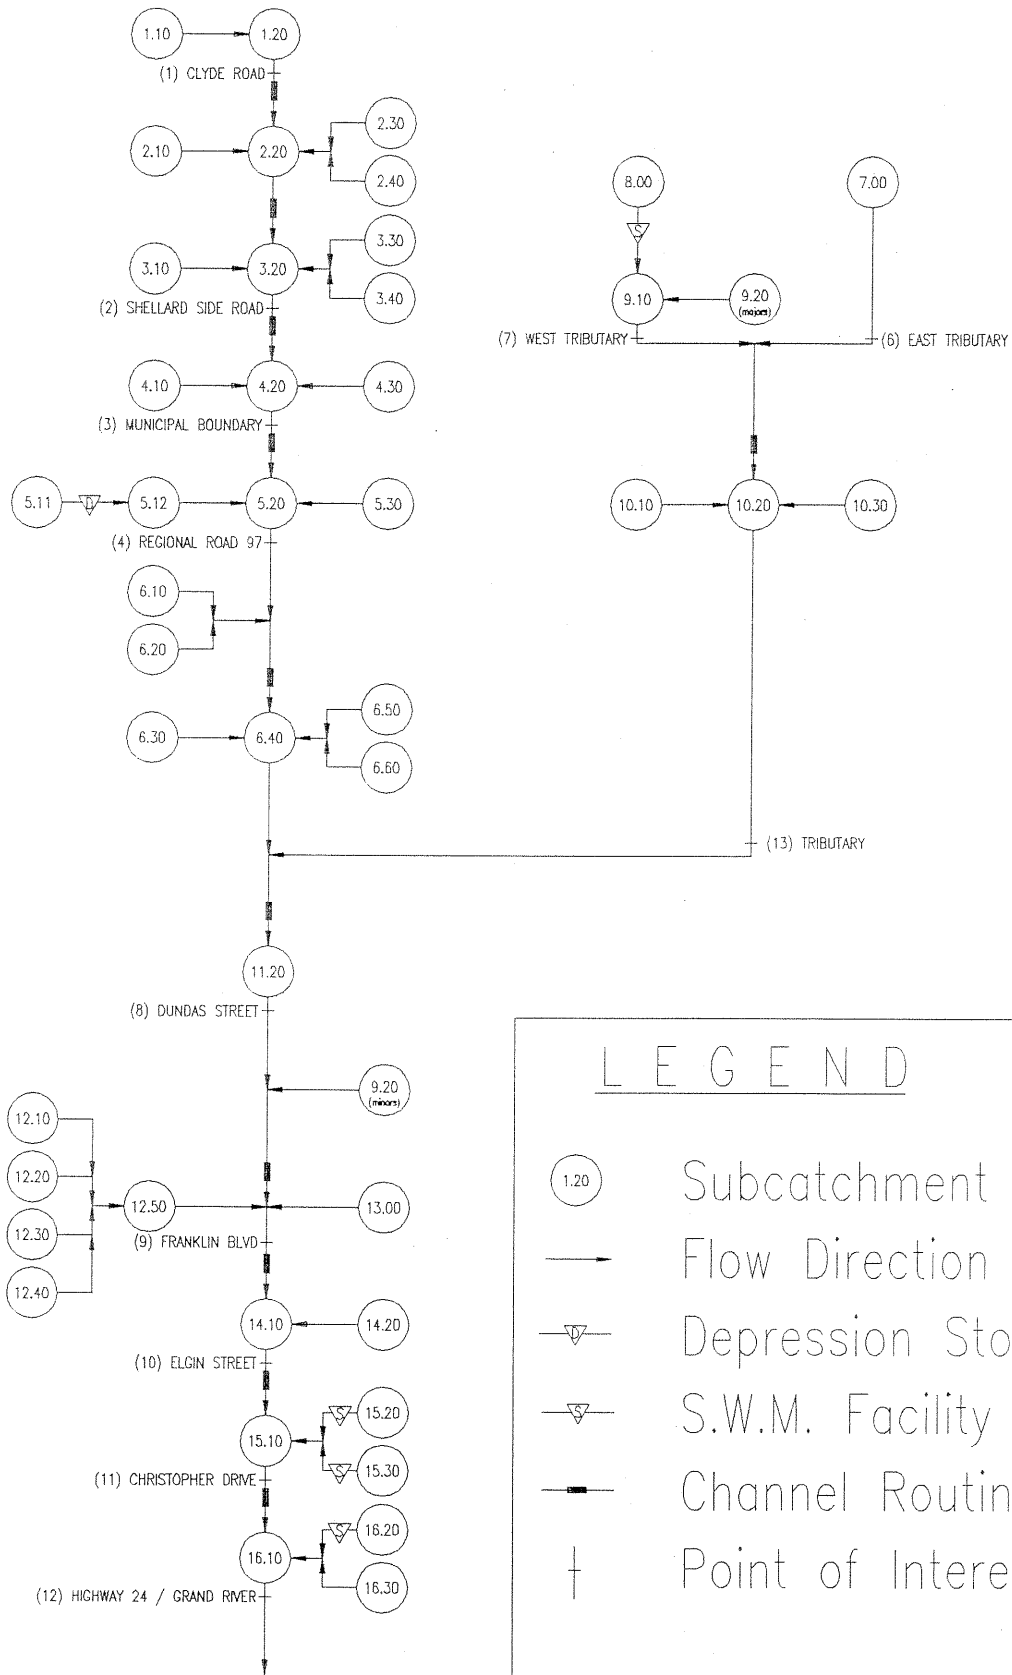 1.10
1.20
(1) CLYDE ROAD
2.30
2.10
2.20
2.40
8.00
7.00
S
3.30
3.10
3.20
3.40
9.10
9.20
(majors)
(2) SHELLARD SIDE ROAD
(7) WEST TRIBUTARY
(6) EAST TRIBUTARY
4.10
4.20
4.30
(3) MUNICIPAL BOUNDARY
5.11
D
5.12
5.20
5.30
10.10
10.20
10.30
(4) REGIONAL ROAD 97
6.10
6.20
6.50
6.30
6.40
6.60
(13) TRIBUTARY
11.20
(8) DUNDAS STREET
9.20
(minors)
12.10
12.20
12.50
13.00
12.30
12.40
(9) FRANKLIN BLVD
14.10
14.20
(10) ELGIN STREET
S
15.20
15.10
S
15.30
(11) CHRISTOPHER DRIVE
S
16.20
16.10
16.30
(12) HIGHWAY 24 / GRAND RIVER
LEGEND
1.20 Subcatchment
Flow Direction
D Depression Sto
S S.W.M. Facility
Channel Routin
Point of Intere